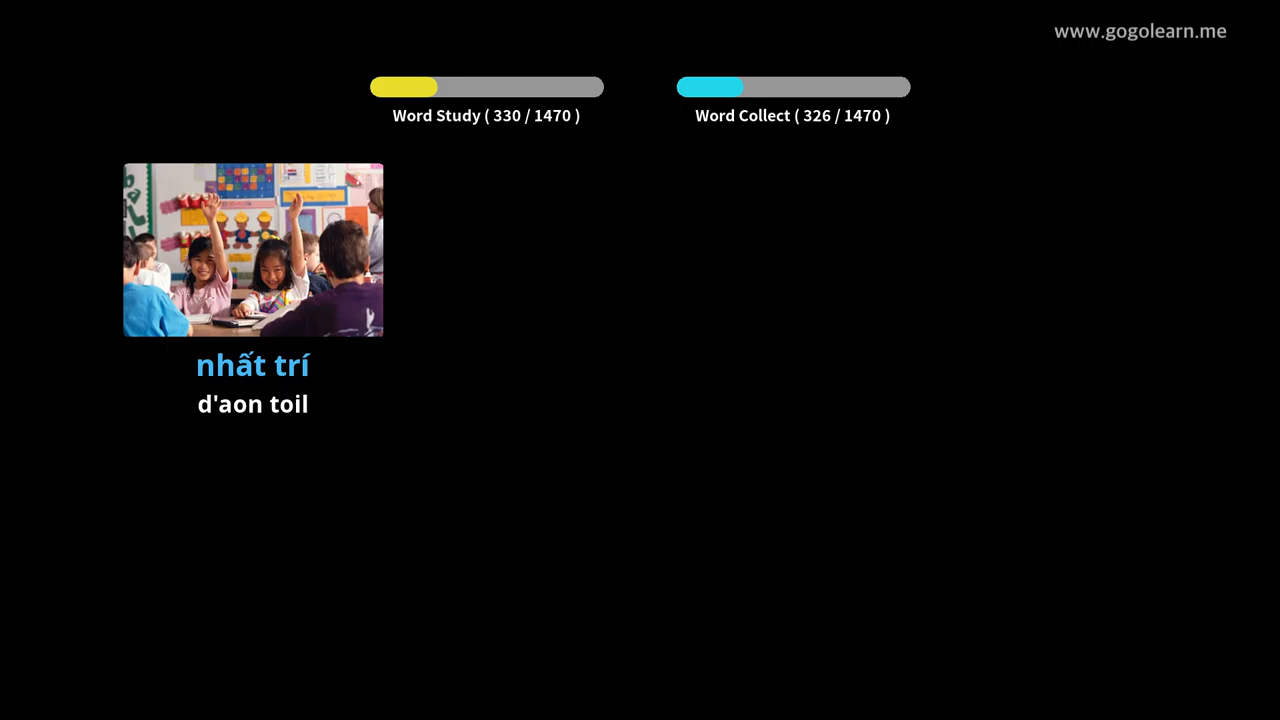 www.gogolearn.me
Word Study ( 330 / 1470 )
Word Collect ( 326 / 1470 )
nhất trí
d'aon toil